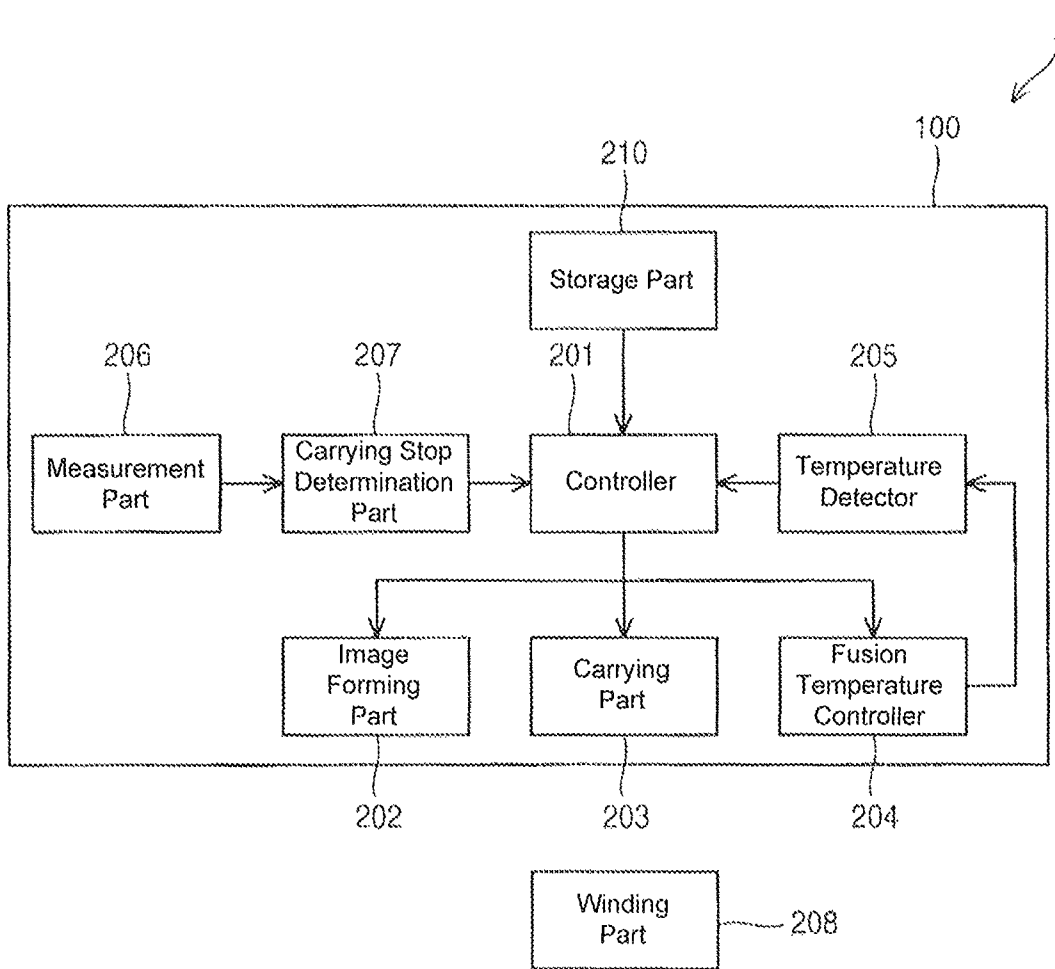 100
210
Storage Part
206
207
201
205
Measurement
Part
Carrying Stop
Determination
Part
Controller
Temperature
Detector
Image
Forming
Part
Carrying
Part
Fusion
Temperature
Controller
202
203
204
Winding
Part
208